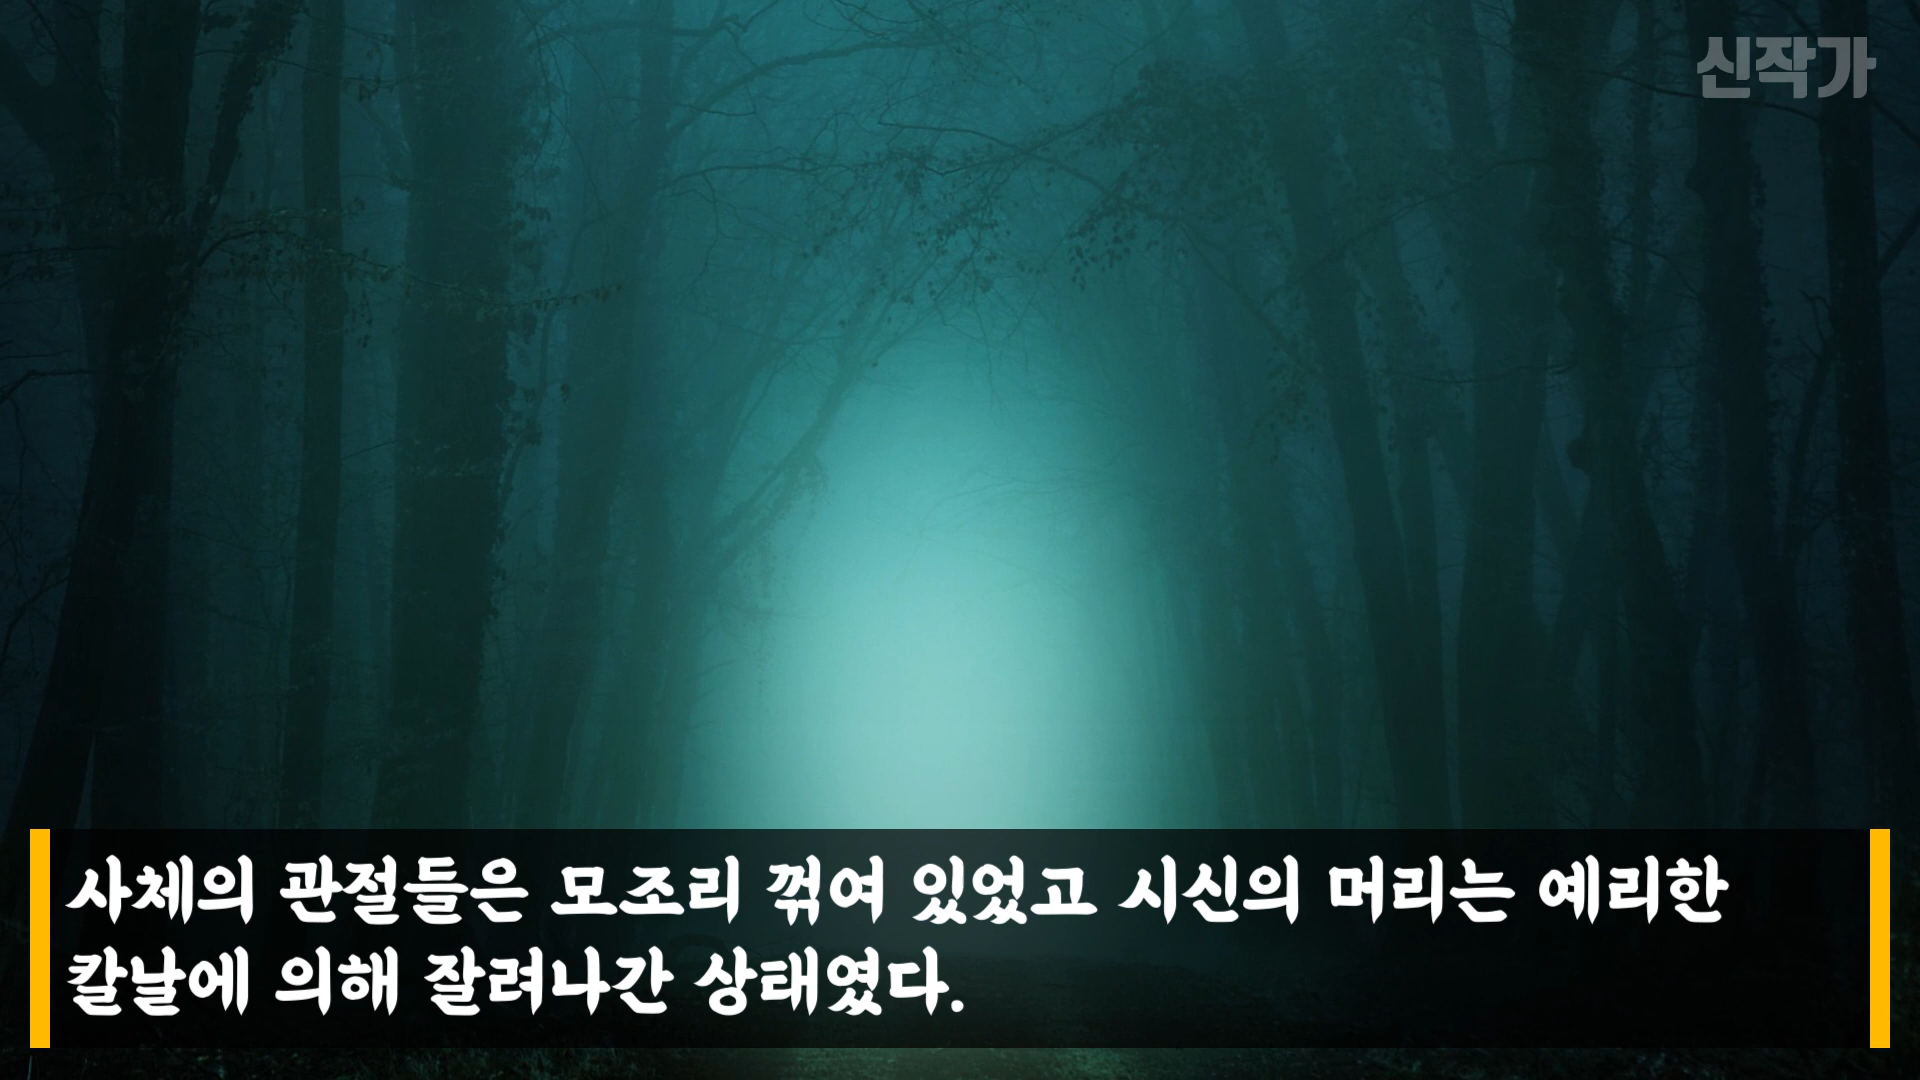 신작가
사체의 관절들은 모조리 꺾여 있었고 시신의 머리는 예리한
칼날에 의해 잘려나간 상태였다.